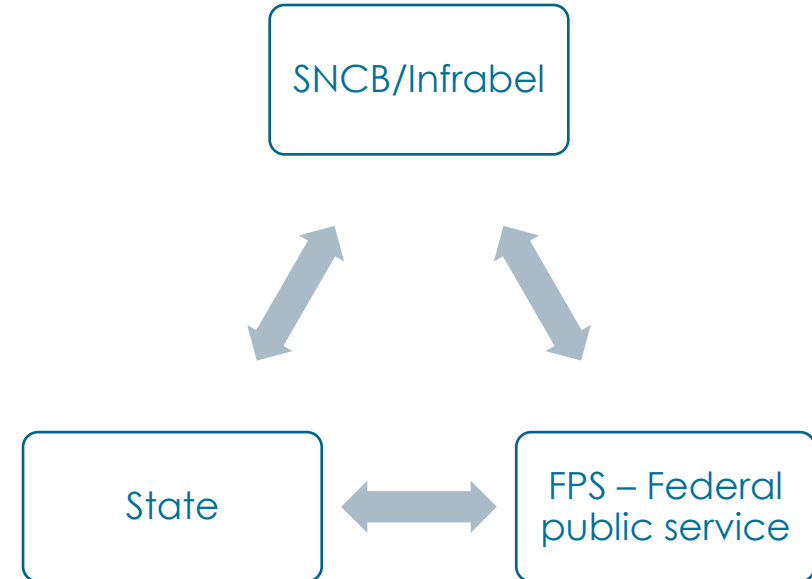 SNCB/Infrabel
State
FPS – Federal
public service